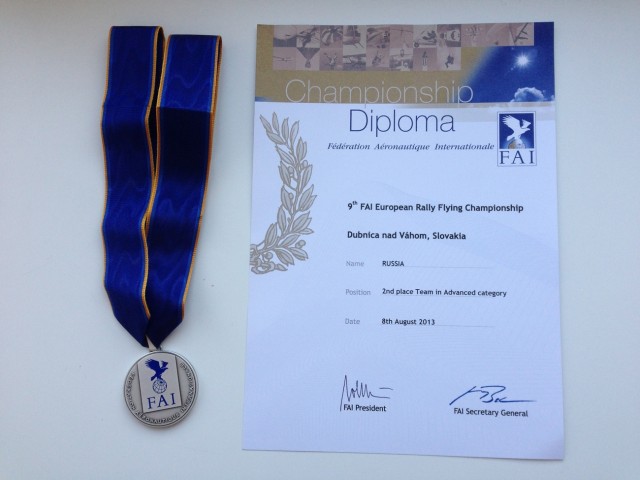 Championship
Diploma
Fédération Aéronautique Internationale
FAI
9th FAI European Rally Flying Championship
Dubnica nad Váhom, Slovakia
Name RUSSIA
Position 2nd place Team in Advanced category
Date 8th August 2013
FAI President
FAI Secretary General
FAI